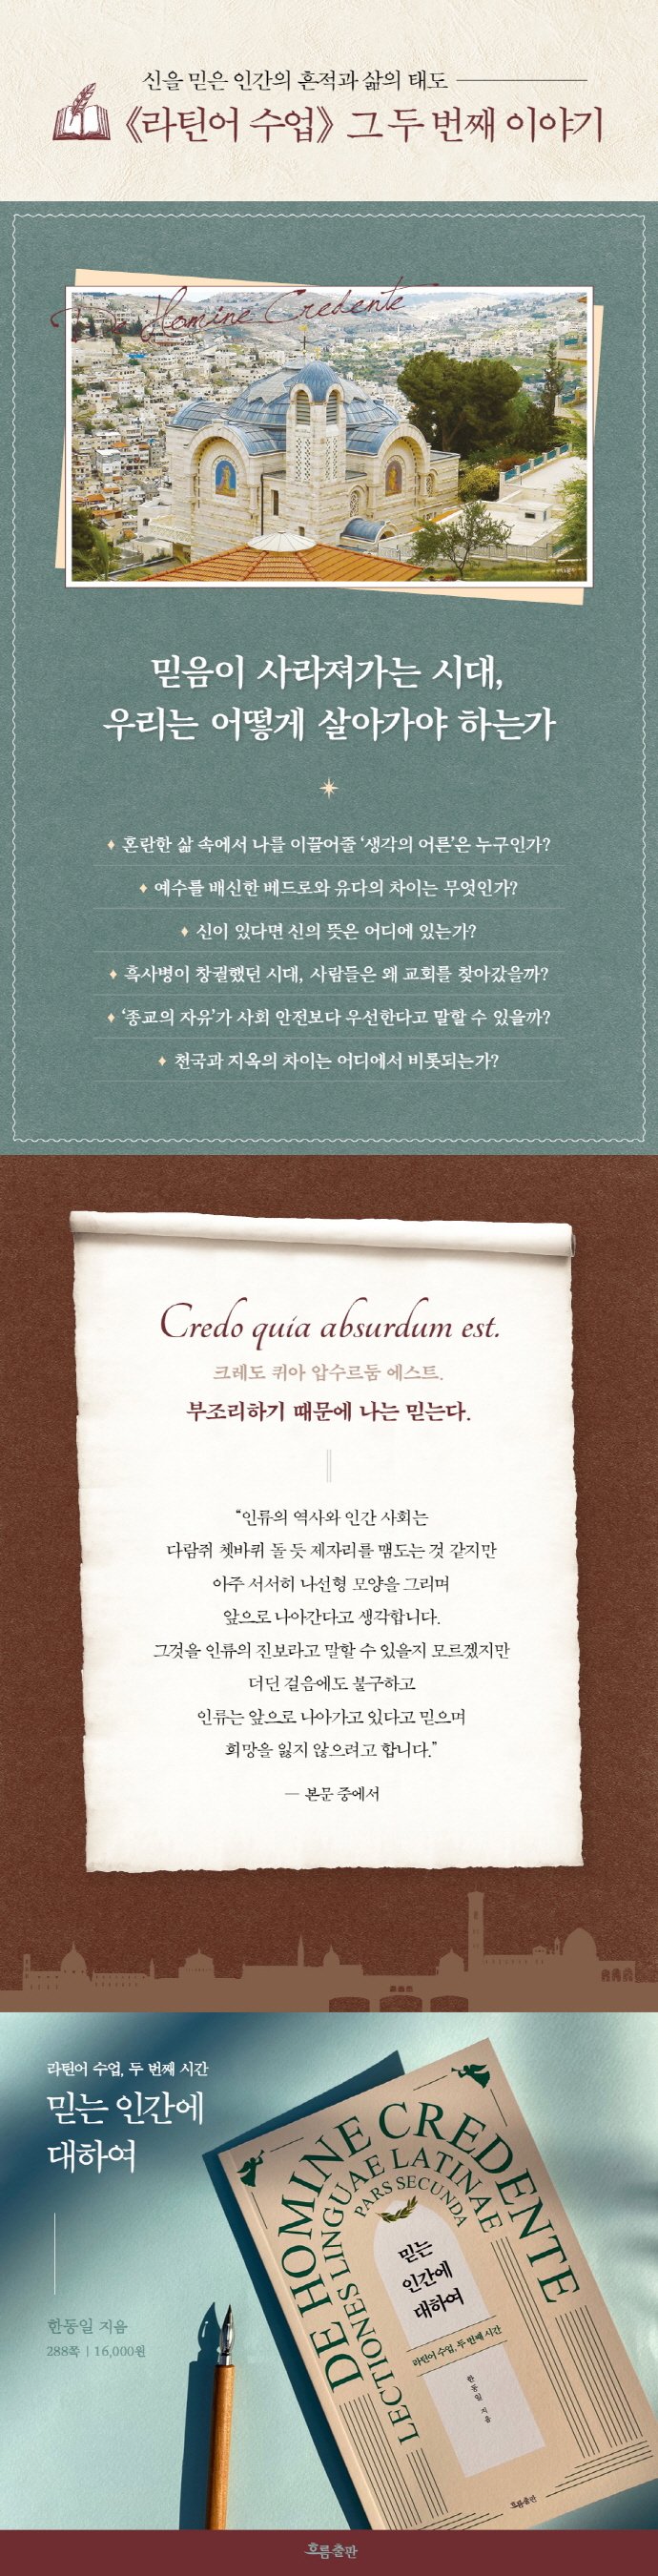 신을 믿은 인간의 흔적과 삶의 태도
《라틴어 수업》 그 두 번째 이야기
De Homine Credente
믿음이 사라져가는 시대,
우리는 어떻게 살아가야 하는가
혼란한 삶 속에서 나를 이끌어줄 ‘생각의 어른’은 누구인가?
예수를 배신한 베드로와 유다의 차이는 무엇인가?
신이 있다면 신의 뜻은 어디에 있는가?
흑사병이 창궐했던 시대, 사람들은 왜 교회를 찾아갔을까?
‘종교의 자유’가 사회 안전보다 우선한다고 말할 수 있을까?
천국과 지옥의 차이는 어디에서 비롯되는가?
Credo quia absurdum est.
크레도 퀴아 압수르둠 에스트.
부조리하기 때문에 나는 믿는다.
“인류의 역사와 인간 사회는
다람쥐 쳇바퀴 돌 듯 제자리를 맴도는 것 같지만
아주 서서히 나선형 모양을 그리며
앞으로 나아간다고 생각합니다.
그것을 인류의 진보라고 말할 수 있을지 모르겠지만
더딘 걸음에도 불구하고
인류는 앞으로 나아가고 있다고 믿으며
희망을 잃지 않으려고 합니다.”
— 본문 중에서
라틴어 수업, 두 번째 시간
믿는 인간에
대하여
한동일 지음
288쪽 | 16,000원
DE HOMINE CREDENTE
LECTIONES LINGUAE LATINAE
PARS SECUNDA
믿는
인간에
대하여
라틴어 수업, 두 번째 시간
한동일 지음
흐름출판
흐름출판